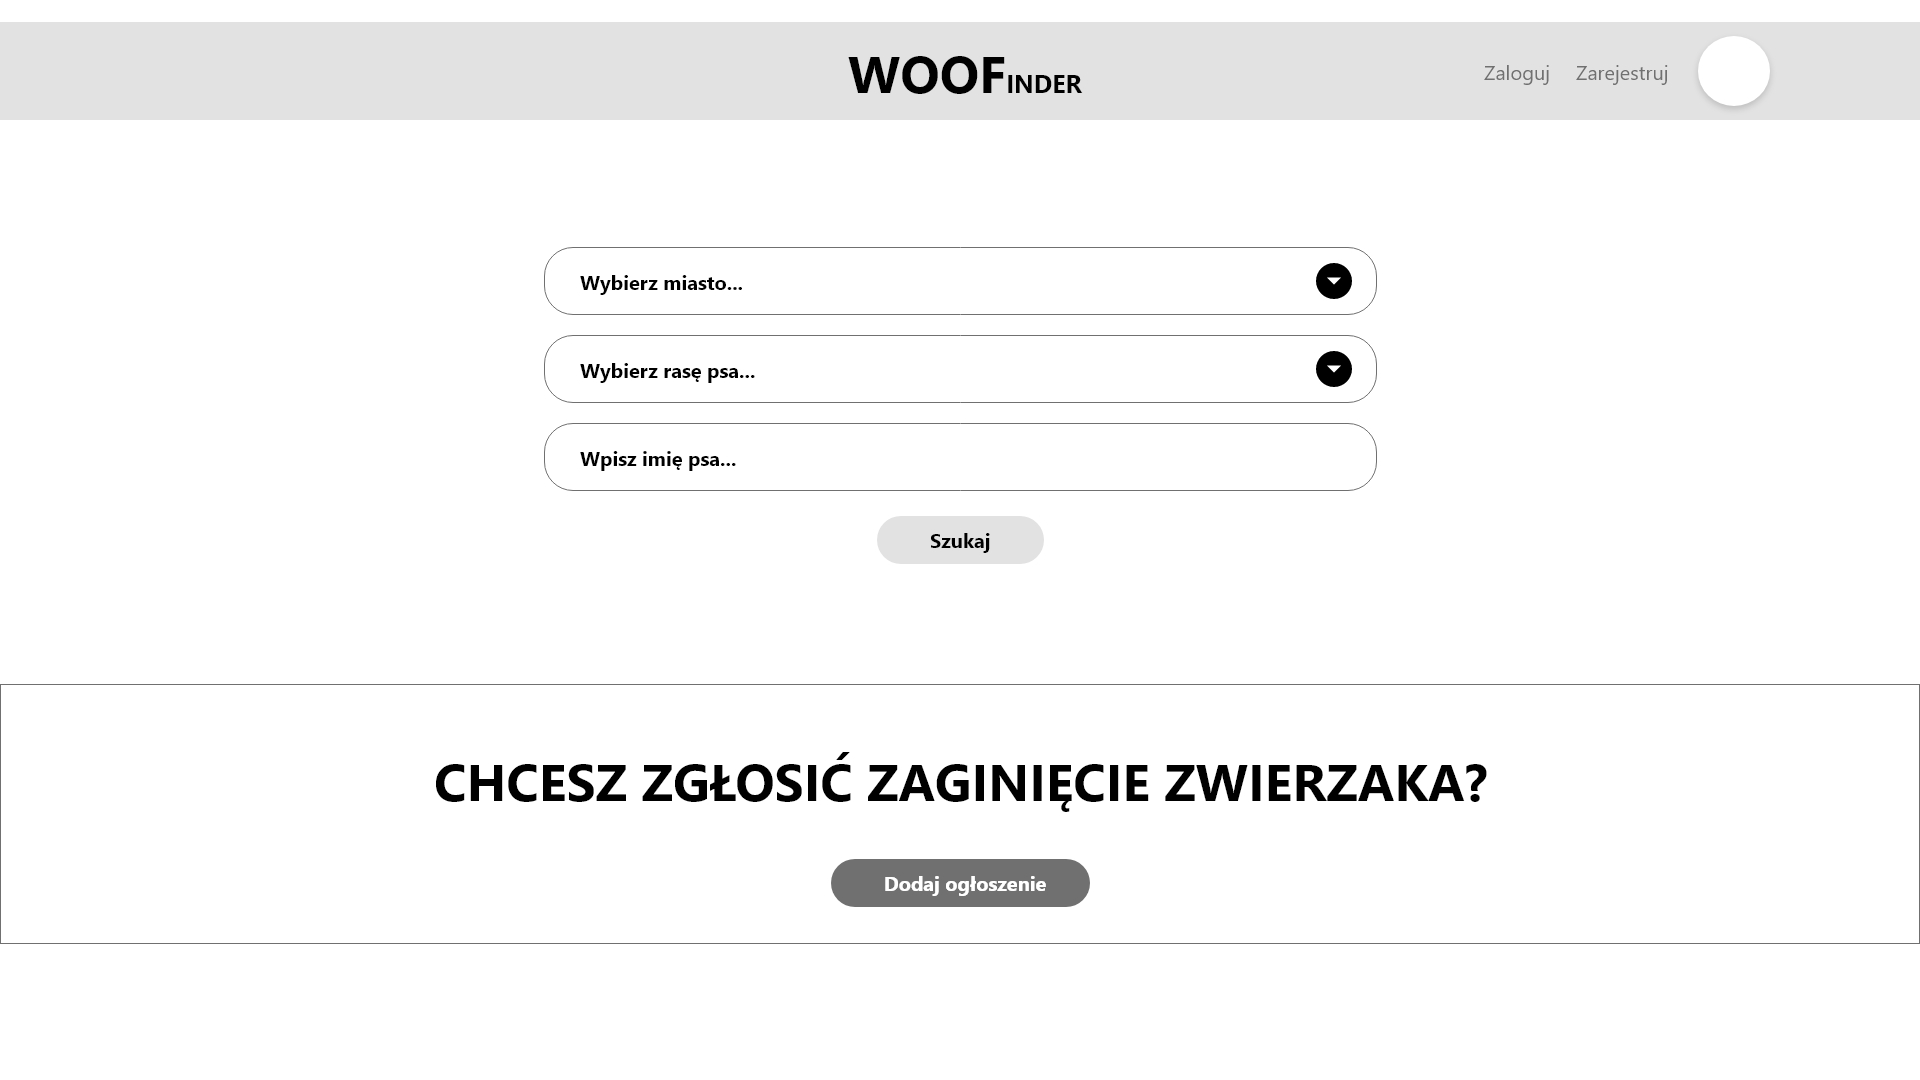 WOOFINDER
Zaloguj Zarejestruj
Wybierz miasto...
Wybierz rasę psa...
Wpisz imię psa...
Szukaj
CHCESZ ZGŁOSIĆ ZAGINIĘCIE ZWIERZAKA?
Dodaj ogłoszenie